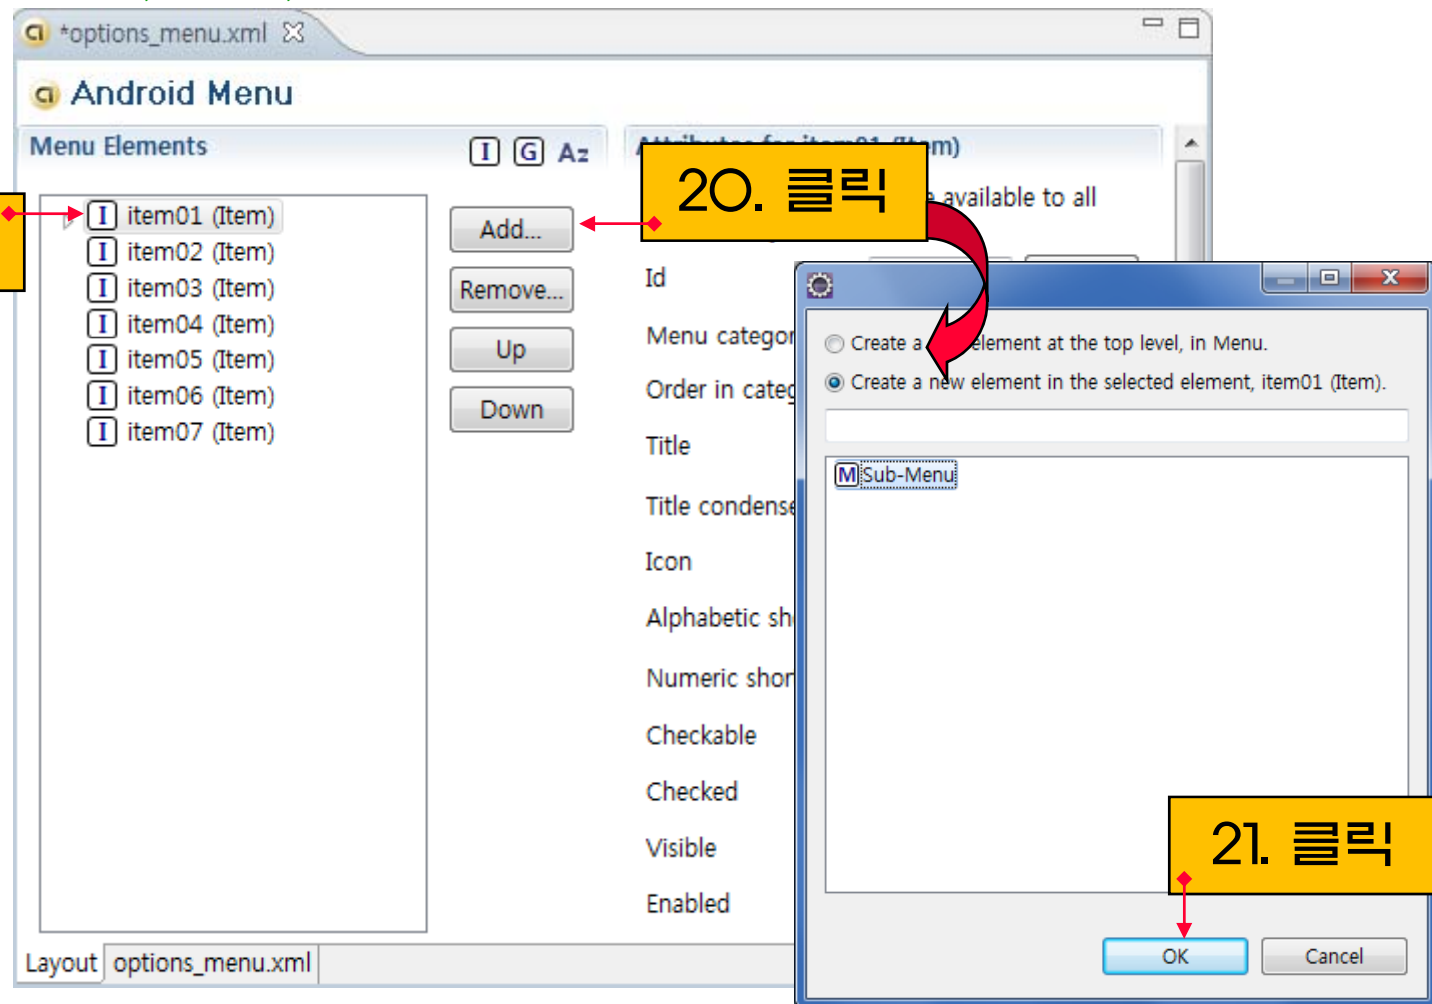 *options_menu.xml
Android Menu
Menu Elements
I G Az
item01 (Item)
item02 (Item)
item03 (Item)
item04 (Item)
item05 (Item)
item06 (Item)
item07 (Item)
Add...
Remove...
Up
Down
20. 클릭
available to all
Id
Menu categor
Order in categ
Title
Title condense
Icon
Alphabetic sh
Numeric shor
Checkable
Checked
Visible
Enabled
Create a element at the top level, in Menu.
Create a new element in the selected element, item01 (Item).
M Sub-Menu
21. 클릭
OK
Cancel
Layout
options_menu.xml